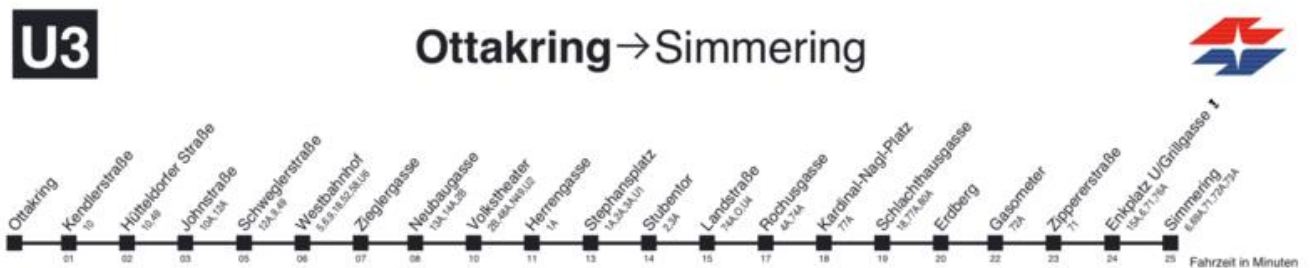 U3
Ottakring→Simmering
Ottakring
Kendlerstraße
10
Hütteldorfer Straße
10,49
Johnstraße
10A,12A
Schweglerstraße
12A,9,49
Westbahnhof
5,6,9,18,52,58,U6
Zieglergasse
Neubaugasse
13A,14A,2B
Volkstheater
2B,48A,N49,U2
Herrengasse
1A
Stephansplatz
1A,2A,3A,U1
Stubentor
2,3A
Landstraße
74A,O,U4
Rochusgasse
4A,74A
Kardinal-Nagl-Platz
77A
Schlachthausgasse
18,77A,80A
Erdberg
Gasometer
72A
Zippererstraße
71
Enkplatz U/Grillgasse
15A,6,71,76A
Simmering
6,69A,71,72A,73A
01 02 03 05 06 07 08 10 11 13 14 15 17 18 19 20 22 23 24 25 Fahrzeit in Minuten